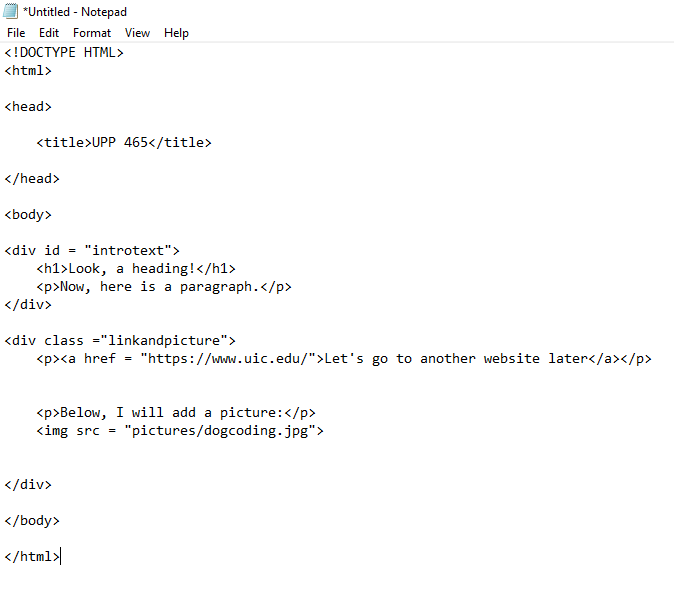 *Untitled - Notepad
File Edit Format View Help
<!DOCTYPE HTML>
<html>
<head>
<title>UPP 465</title>
</head>
<body>
<div id = "introtext">
<h1>Look, a heading!</h1>
<p>Now, here is a paragraph.</p>
</div>
<div class ="linkandpicture">
<p><a href = "https://www.uic.edu/">Let's go to another website later</a></p>
<p>Below, I will add a picture:</p>
<img src = "pictures/dogcoding.jpg">
</div>
</body>
</html>